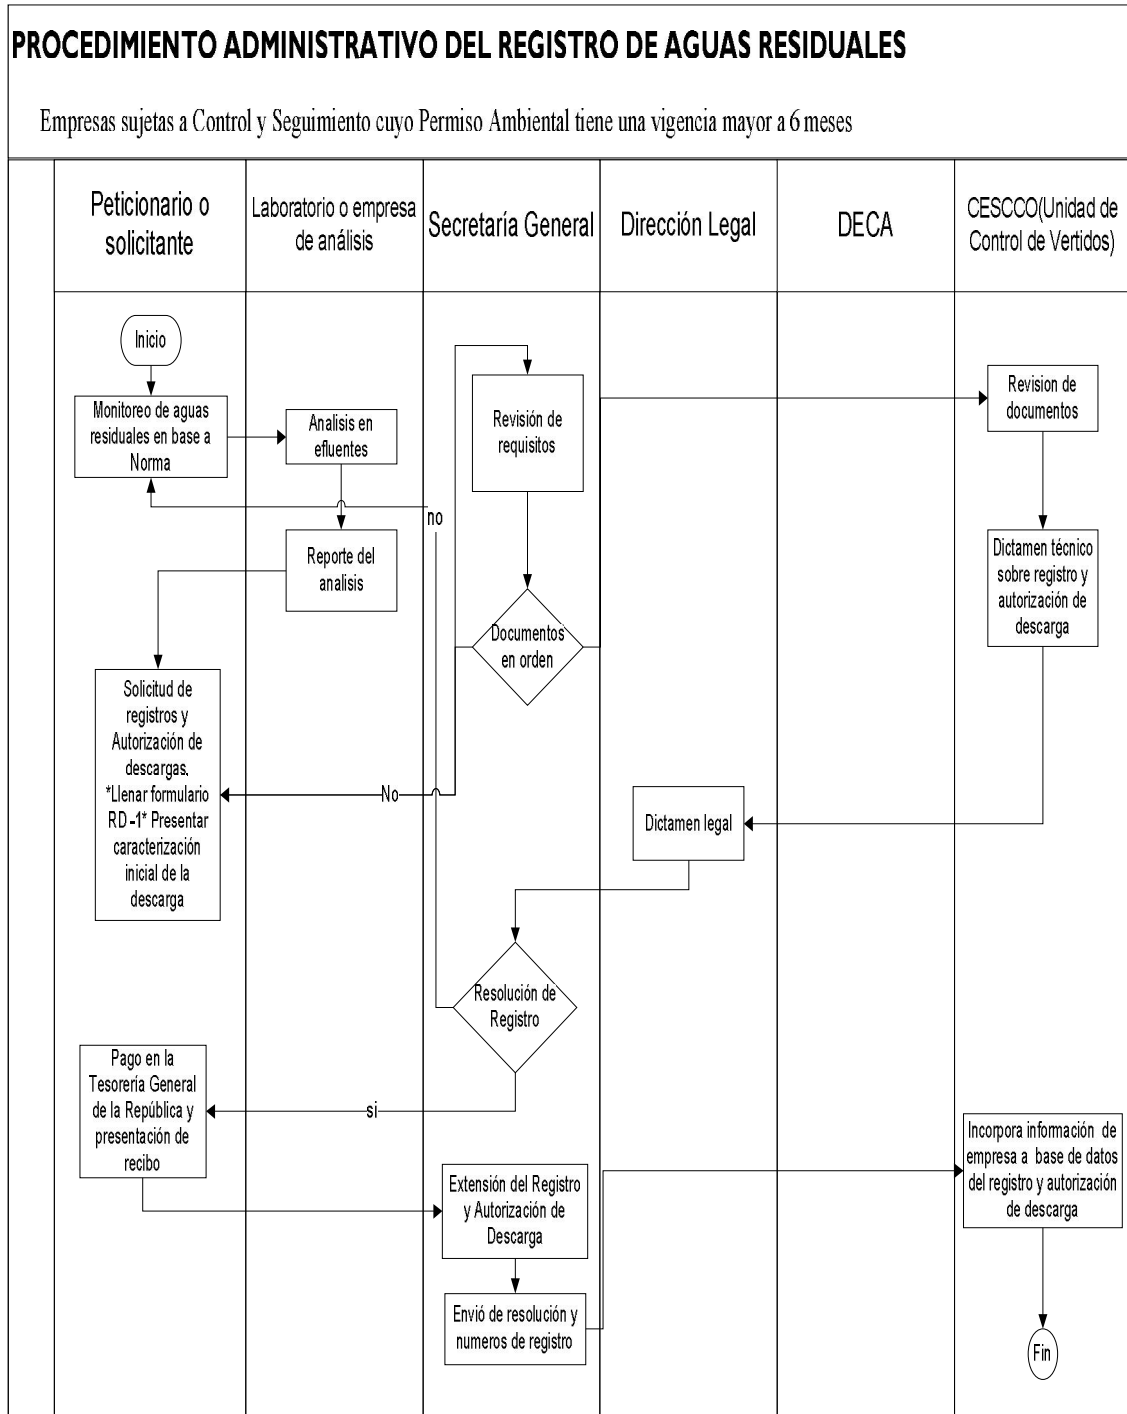 PROCEDIMIENTO ADMINISTRATIVO DEL REGISTRO DE AGUAS RESIDUALES
Empresas sujetas a Control y Seguimiento cuyo Permiso Ambiental tiene una vigencia mayor a 6 meses
Peticionario o
solicitante
Laboratorio o empresa
de análisis
Secretaría General
Dirección Legal
DECA
CESCCO(Unidad de
Control de Vertidos)
Inicio
Monitoreo de aguas
residuales en base a
Norma
Analisis en
efluentes
Revisión de
requisitos
Revision de
documentos
no
Reporte del
analisis
Dictamen técnico
sobre registro y
autorización de
descarga
Documentos
en orden
Solicitud de
registros y
Autorización de
descargas.
*Llenar formulario
RD -1* Presentar
caracterización
inicial de la
descarga
No
Dictamen legal
Resolución de
Registro
Pago en la
Tesorería General
de la República y
presentación de
recibo
si
Extensión del Registro
y Autorización de
Descarga
Incorpora información de
empresa a base de datos
del registro y autorización
de descarga
Envió de resolución y
numeros de registro
Fin